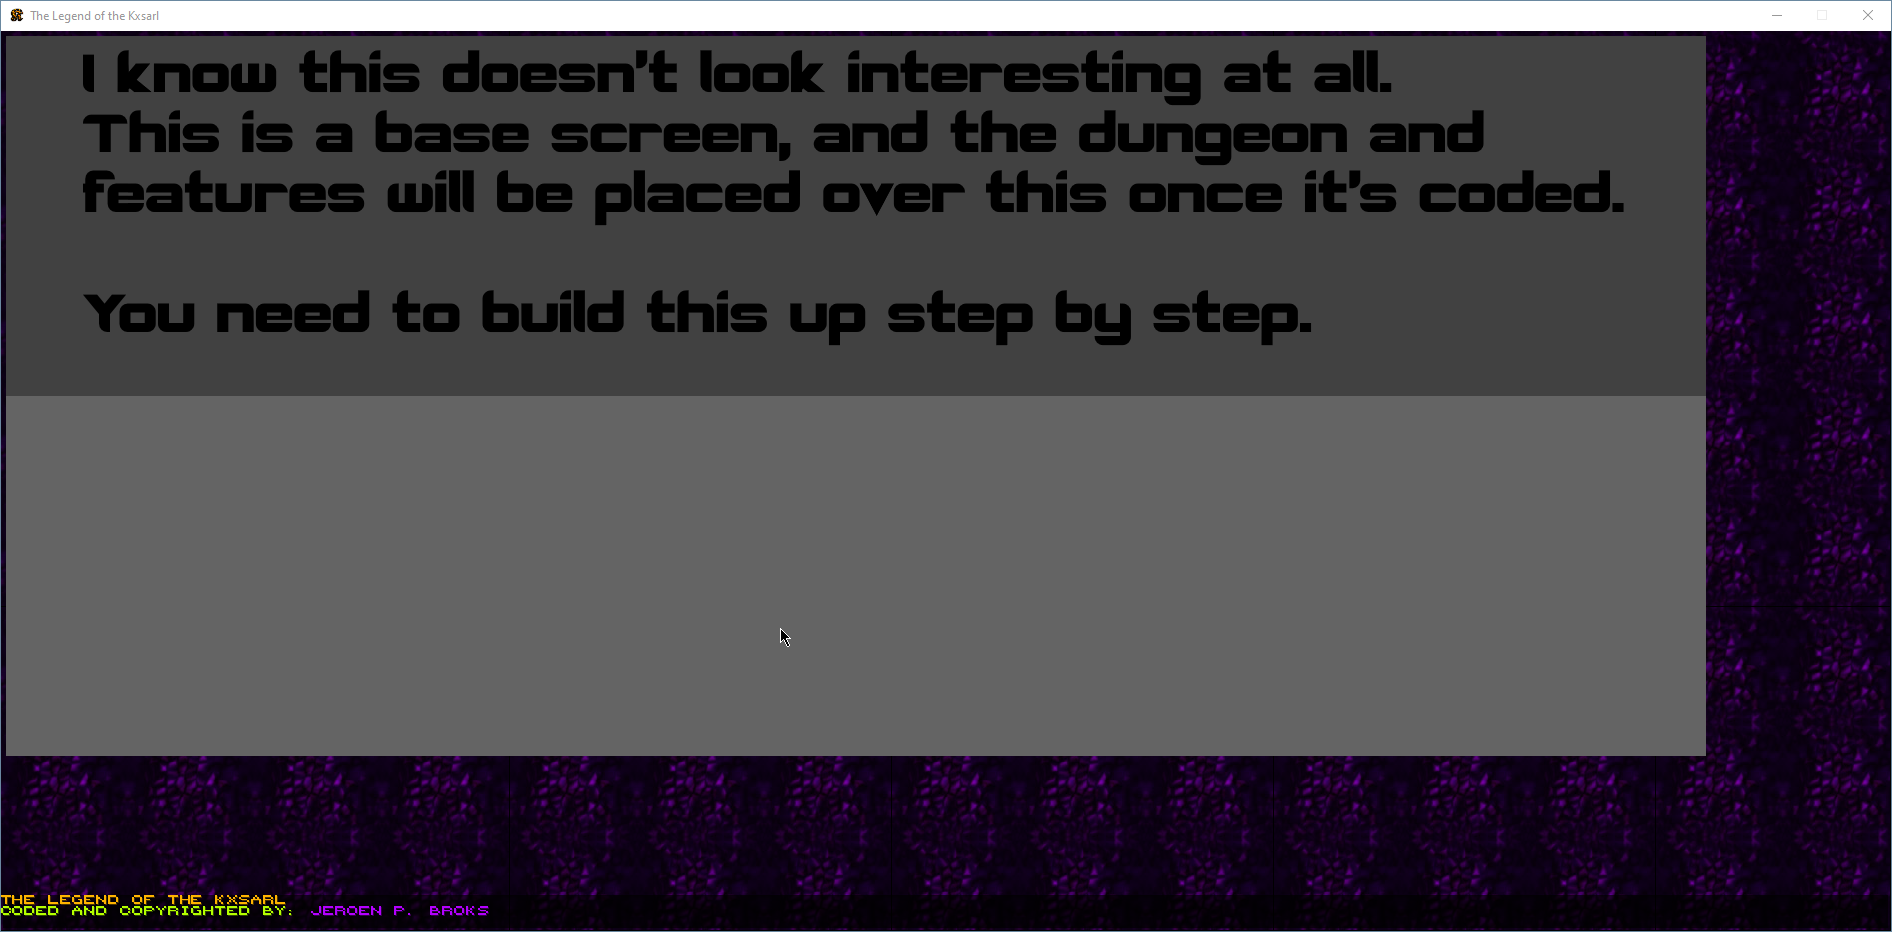 The Legend of the Kxsarl
I know this doesn't look interesting at all.
This is a base screen, and the dungeon and
features will be placed over this once it's coded.
You need to build this up step by step.
THE LEGEND OF THE KXSARL
CODED AND COPYRIGHTED BY: JEROEN P. BROKS